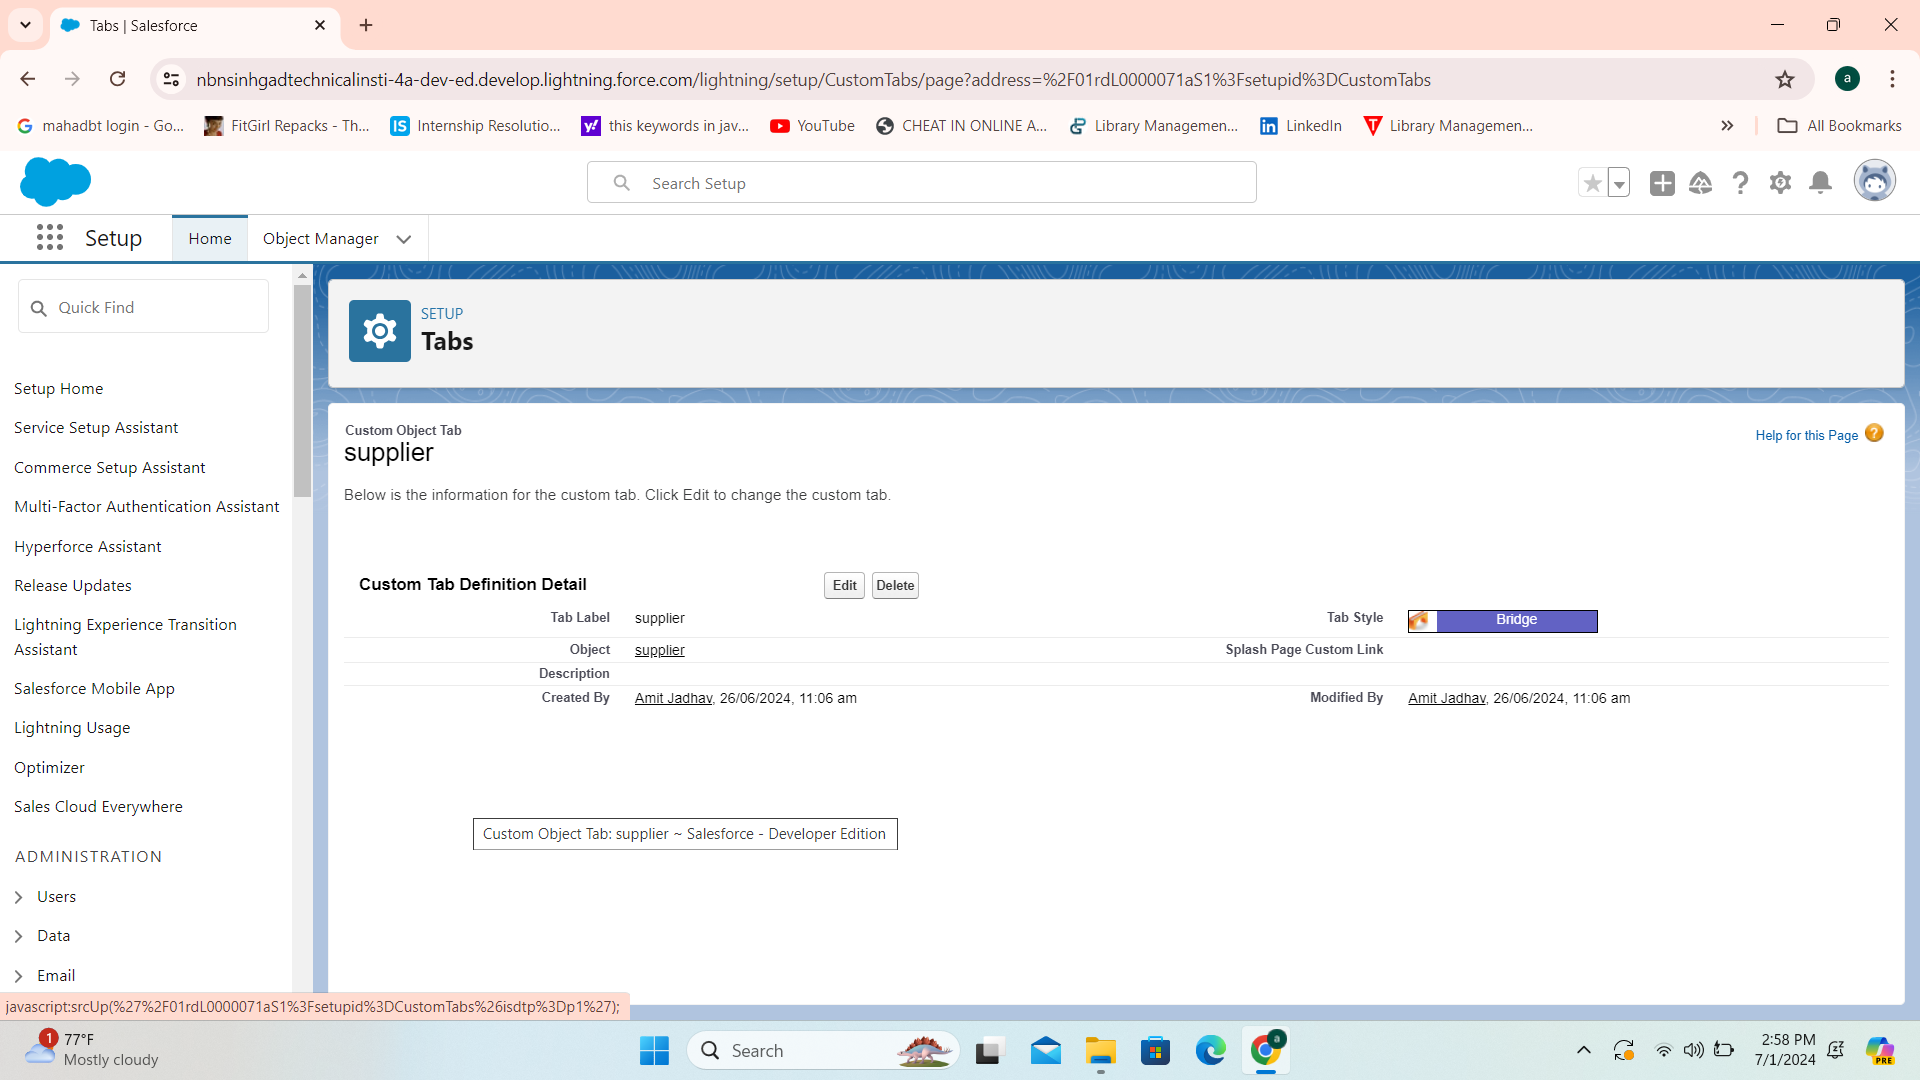 Tabs | Salesforce
nbnsinhgadtechnicalinsti-4a-dev-ed.develop.lightning.force.com/lightning/setup/CustomTabs/page?address=%2F01rdL0000071aS1%3Fsetupid%3DCustomTabs
a
mahadbt login - Go...
FitGirl Repacks - Th...
IS Internship Resolutio...
y! this keywords in jav...
YouTube
CHEAT IN ONLINE A...
Library Managemen...
in LinkedIn
Library Managemen...
All Bookmarks
Search Setup
Setup
Home
Object Manager
Quick Find
SETUP
Tabs
Setup Home
Service Setup Assistant
Commerce Setup Assistant
Multi-Factor Authentication Assistant
Hyperforce Assistant
Release Updates
Lightning Experience Transition
Assistant
Salesforce Mobile App
Lightning Usage
Optimizer
Sales Cloud Everywhere
ADMINISTRATION
Users
Data
Email
Custom Object Tab
supplier
Help for this Page ?
Below is the information for the custom tab. Click Edit to change the custom tab.
Custom Tab Definition Detail
Edit
Delete
Tab Label supplier
Tab Style Bridge
Object supplier
Splash Page Custom Link
Description
Created By Amit Jadhav, 26/06/2024, 11:06 am
Modified By Amit Jadhav, 26/06/2024, 11:06 am
Custom Object Tab: supplier ~ Salesforce - Developer Edition
javascript:srcUp(%27%2F01rdL0000071aS1%3Fsetupid%3DCustomTabs%26isdtp%3Dp1%27);
1
77°F
Mostly cloudy
Search
a
2:58 PM
7/1/2024
PRE